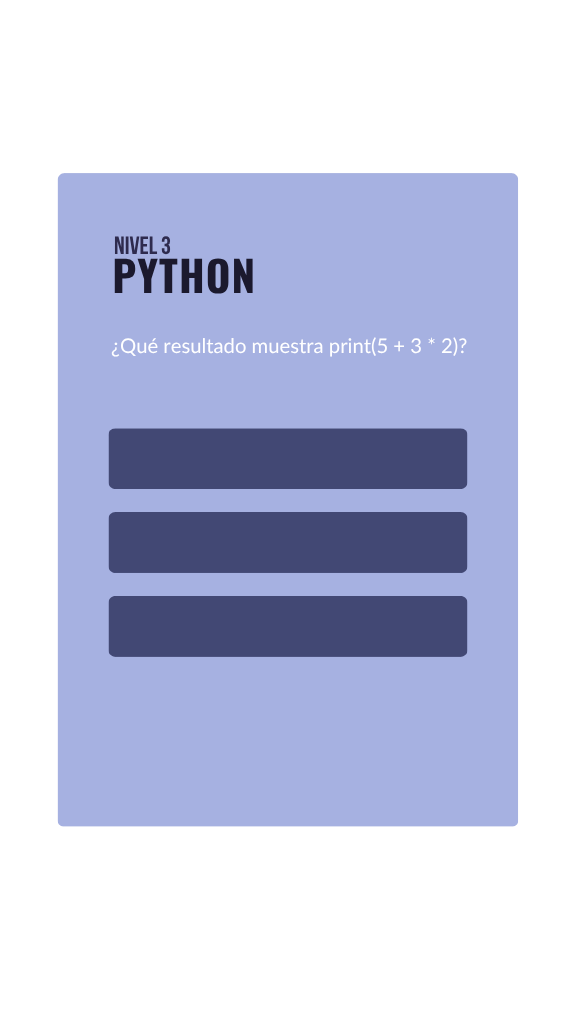 NIVEL 3
PYTHON
¿Qué resultado muestra print(5 + 3 * 2)?